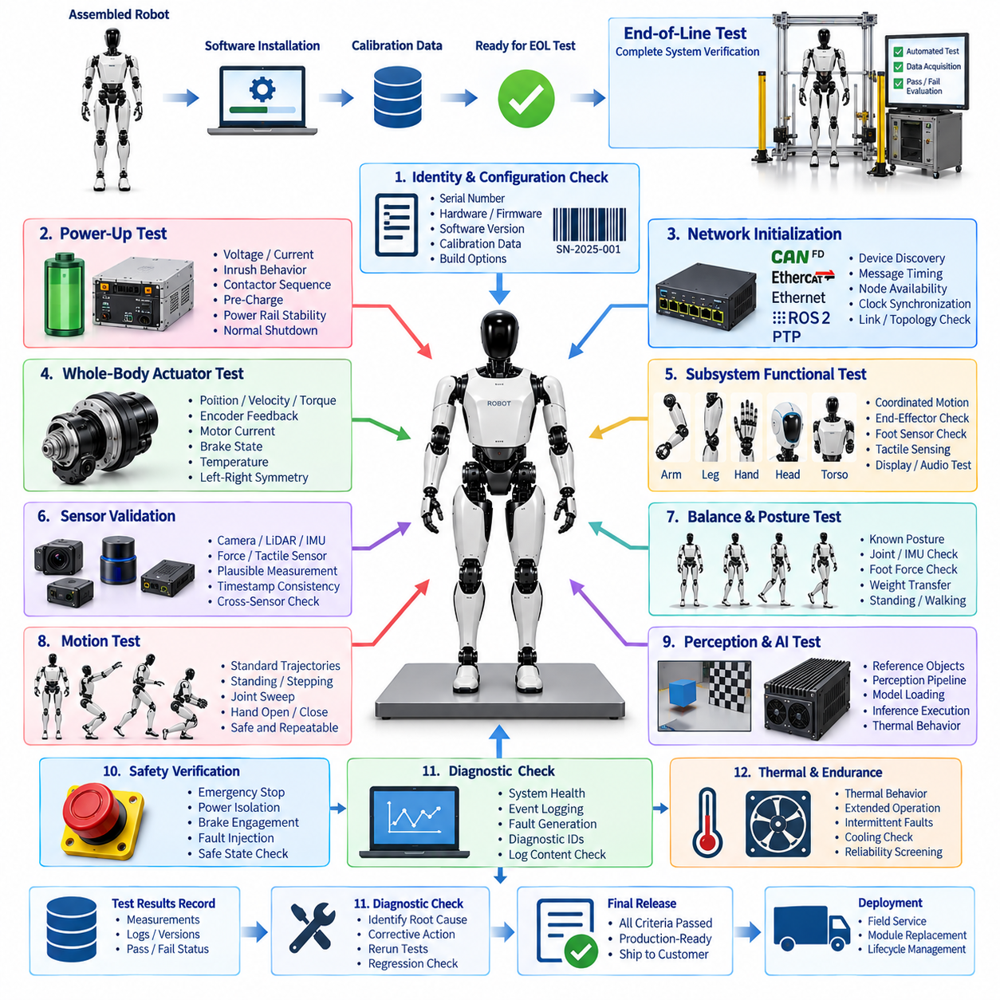 Assembled Robot
Software Installation
Calibration Data
Ready for EOL Test
End-of-Line Test
Complete System Verification
Automated Test
Data Acquisition
Pass / Fail
Evaluation
1. Identity & Configuration Check
• Serial Number
• Hardware / Firmware
• Software Version
• Calibration Data
• Build Options
SN-2025-001
2. Power-Up Test
• Voltage / Current
• Inrush Behavior
• Contactor Sequence
• Pre-Charge
• Power Rail Stability
• Normal Shutdown
3. Network Initialization
CAN FD
EtherCAT
Ethernet
ROS 2
PTP
• Device Discovery
• Message Timing
• Node Availability
• Clock Synchronization
• Link / Topology Check
4. Whole-Body Actuator Test
• Position / Velocity / Torque
• Encoder Feedback
• Motor Current
• Brake State
• Temperature
• Left-Right Symmetry
ROBOT
5. Subsystem Functional Test
Arm
Leg
Hand
Head
Torso
• Coordinated Motion
• End-Effector Check
• Foot Sensor Check
• Tactile Sensing
• Display / Audio Test
6. Sensor Validation
• Camera / LiDAR / IMU
• Force / Tactile Sensor
• Plausible Measurement
• Timestamp Consistency
• Cross-Sensor Check
7. Balance & Posture Test
• Known Posture
• Joint / IMU Check
• Foot Force Check
• Weight Transfer
• Standing / Walking
8. Motion Test
• Standard Trajectories
• Standing / Stepping
• Joint Sweep
• Hand Open / Close
• Safe and Repeatable
9. Perception & AI Test
• Reference Objects
• Perception Pipeline
• Model Loading
• Inference Execution
• Thermal Behavior
10. Safety Verification
• Emergency Stop
• Power Isolation
• Brake Engagement
• Fault Injection
• Safe State Check
11. Diagnostic Check
• System Health
• Event Logging
• Fault Generation
• Diagnostic IDs
• Log Content Check
12. Thermal & Endurance
• Thermal Behavior
• Extended Operation
• Intermittent Faults
• Cooling Check
• Reliability Screening
Test Results Record
• Measurements
• Logs / Versions
• Pass / Fail Status
11. Diagnostic Check
• Identify Root Cause
• Corrective Action
• Rerun Tests
• Regression Check
Final Release
• All Criteria Passed
• Production-Ready
• Ship to Customer
Deployment
• Field Service
• Module Replacement
• Lifecycle Management